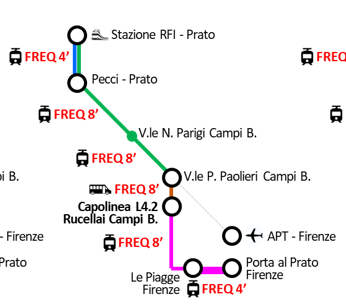 Stazione RFI - Prato
FREQ 4’
FREQ
Pecci - Prato
FREQ 8’
V.le N. Parigi Campi B.
FREQ 8’
i B.
V.le P. Paolieri Campi B.
FREQ 8’
Capolinea L4.2
Rucellai Campi B.
- Firenze
FREQ 8’
APT - Firenze
Prato
Le Piagge
Firenze
Porta al Prato
Firenze
FREQ 4’